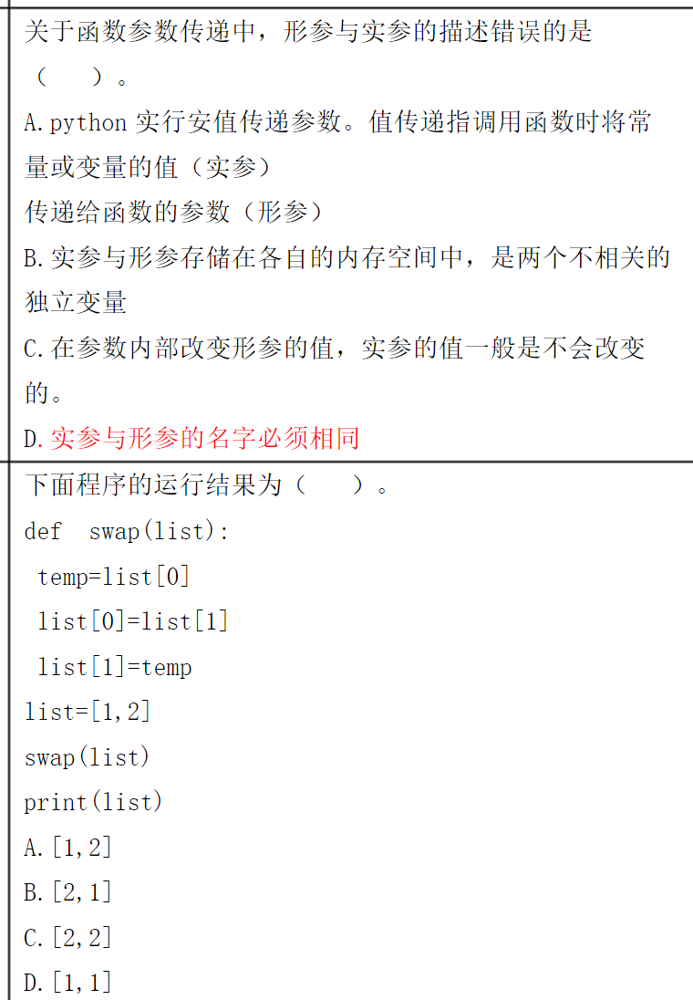 关于函数参数传递中，形参与实参的描述错误的是
（　　）。
A.python 实行安值传递参数。值传递指调用函数时将常
量或变量的值（实参）
传递给函数的参数（形参）
B.实参与形参存储在各自的内存空间中，是两个不相关的
独立变量
C.在参数内部改变形参的值，实参的值一般是不会改变
的。
D.实参与形参的名字必须相同
下面程序的运行结果为（　　）。
def  swap(list):
 temp=list[0]
 list[0]=list[1]
 list[1]=temp
list=[1,2]
swap(list)
print(list)
A.[1,2]
B.[2,1]
C.[2,2]
D.[1,1]